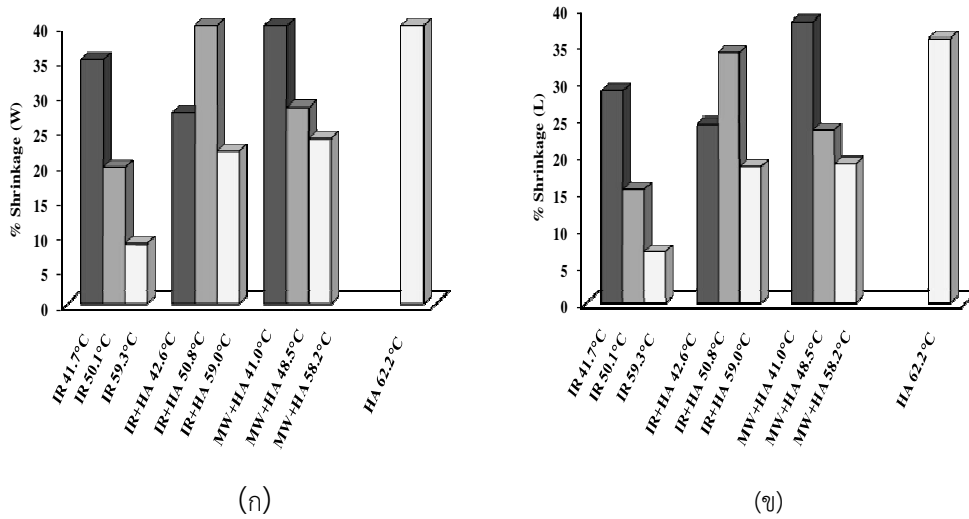 % Shrinkage (W)
40
35
30
25
20
15
10
5
0
IR 41.7°C
IR 50.1°C
IR 59.3°C
IR+HA 42.6°C
IR+HA 50.8°C
IR+HA 59.0°C
MW+HA 41.0°C
MW+HA 48.5°C
MW+HA 58.2°C
HA 62.2°C
(ก)
% Shrinkage (L)
40
35
30
25
20
15
10
5
0
IR 41.7°C
IR 50.1°C
IR 59.3°C
IR+HA 42.6°C
IR+HA 50.8°C
IR+HA 59.0°C
MW+HA 41.0°C
MW+HA 48.5°C
MW+HA 58.2°C
HA 62.2°C
(ข)